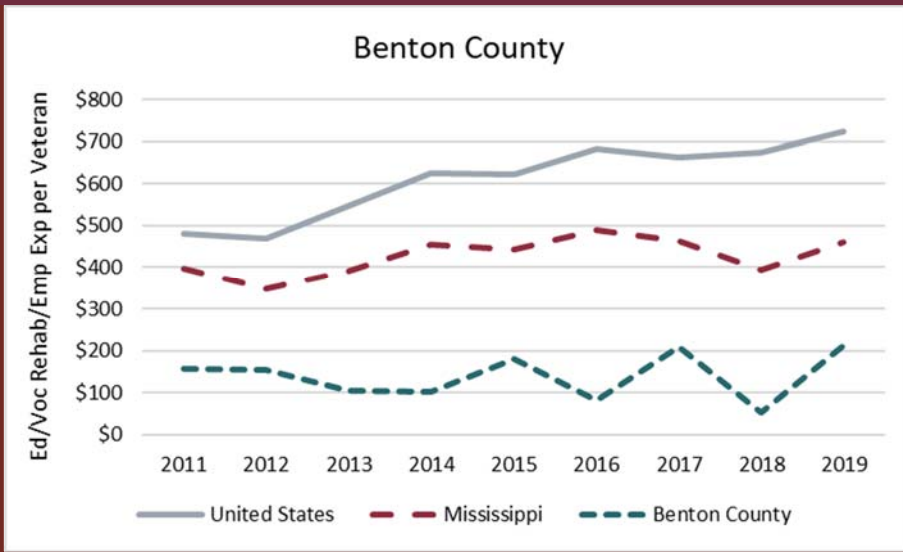 Benton County
Ed/Voc Rehab/Emp Exp per Veteran
$800
$700
$600
$500
$400
$300
$200
$100
$0
2011 2012 2013 2014 2015 2016 2017 2018 2019
United States Mississippi Benton County